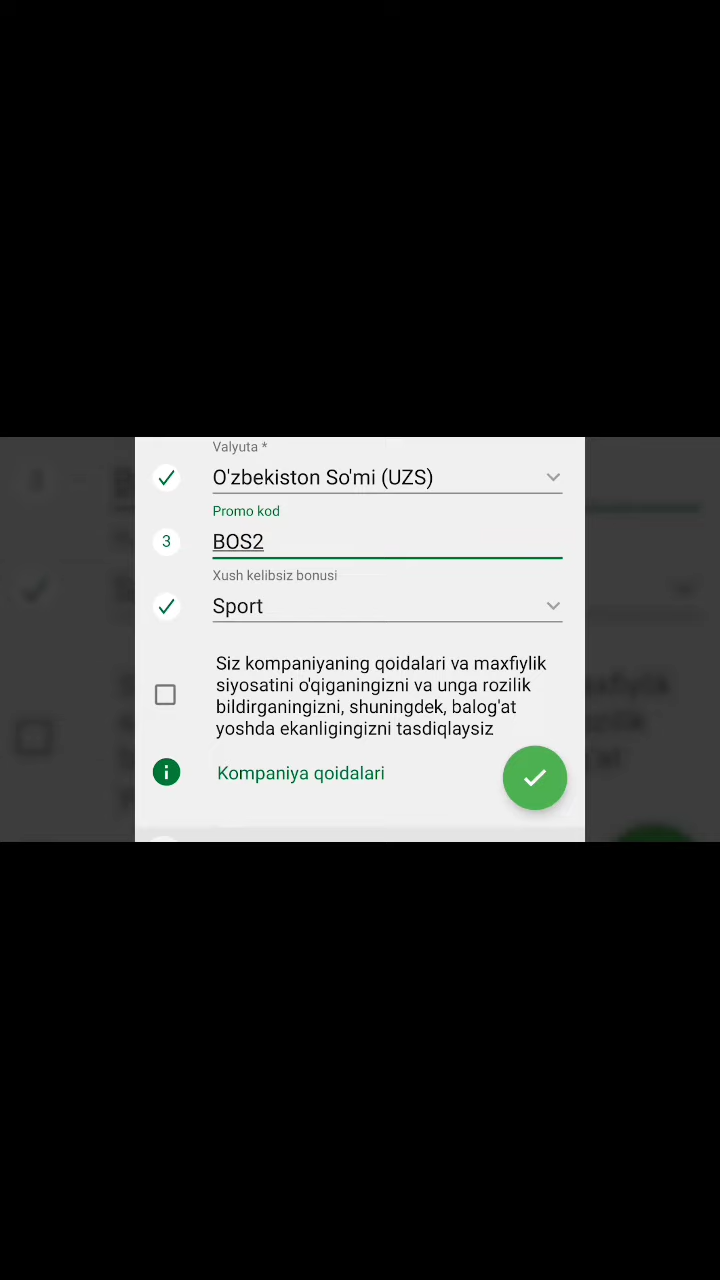 Valyuta *
O'zbekiston So'mi (UZS)
Promo kod
3
BOS2
Xush kelibsiz bonusi
Sport
Siz kompaniyaning qoidalari va maxfiylik
siyosatini o'qiganingizni va unga rozilik
bildirganingizni, shuningdek, balog'at
yoshda ekanligingizni tasdiqlaysiz
Kompaniya qoidalari